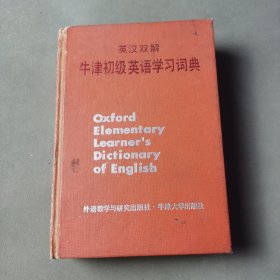 英汉双解
牛津初级英语学习词典
Oxford
Elementary
Learner's
Dictionary
of English
外语教学与研究出版社·牛津大学出版社